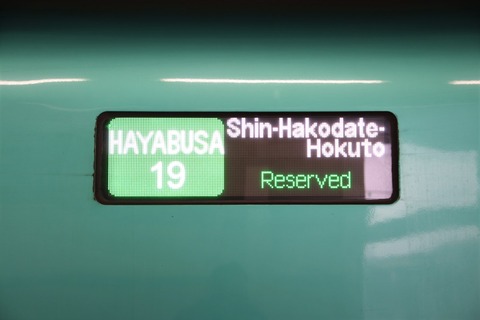 HAYABUSA
19
Shin-Hakodate-
Hokuto
Reserved